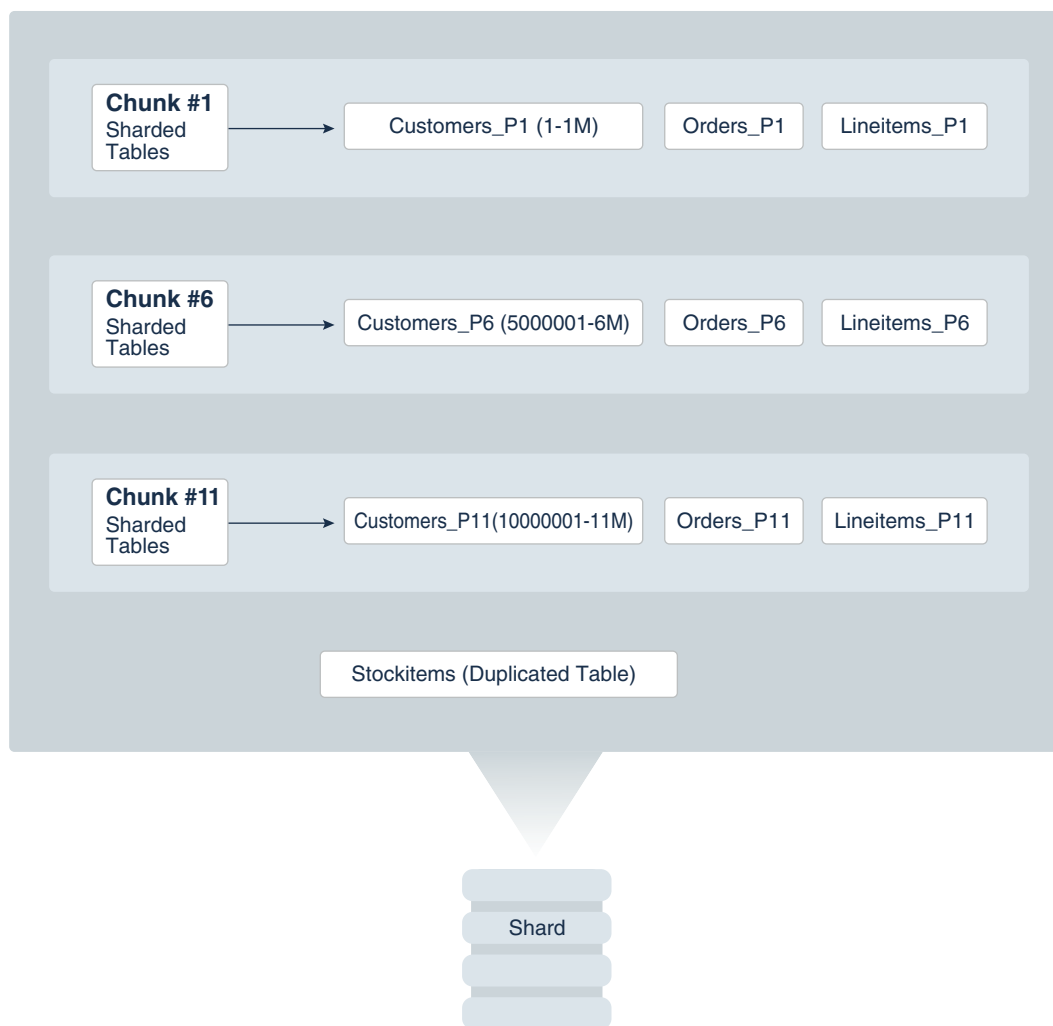 Chunk #1
Sharded
Tables
Customers_P1 (1-1M)
Orders_P1
Lineitems_P1
Chunk #6
Sharded
Tables
Customers_P6 (5000001-6M)
Orders_P6
Lineitems_P6
Chunk #11
Sharded
Tables
Customers_P11(10000001-11M)
Orders_P11
Lineitems_P11
Stockitems (Duplicated Table)
Shard